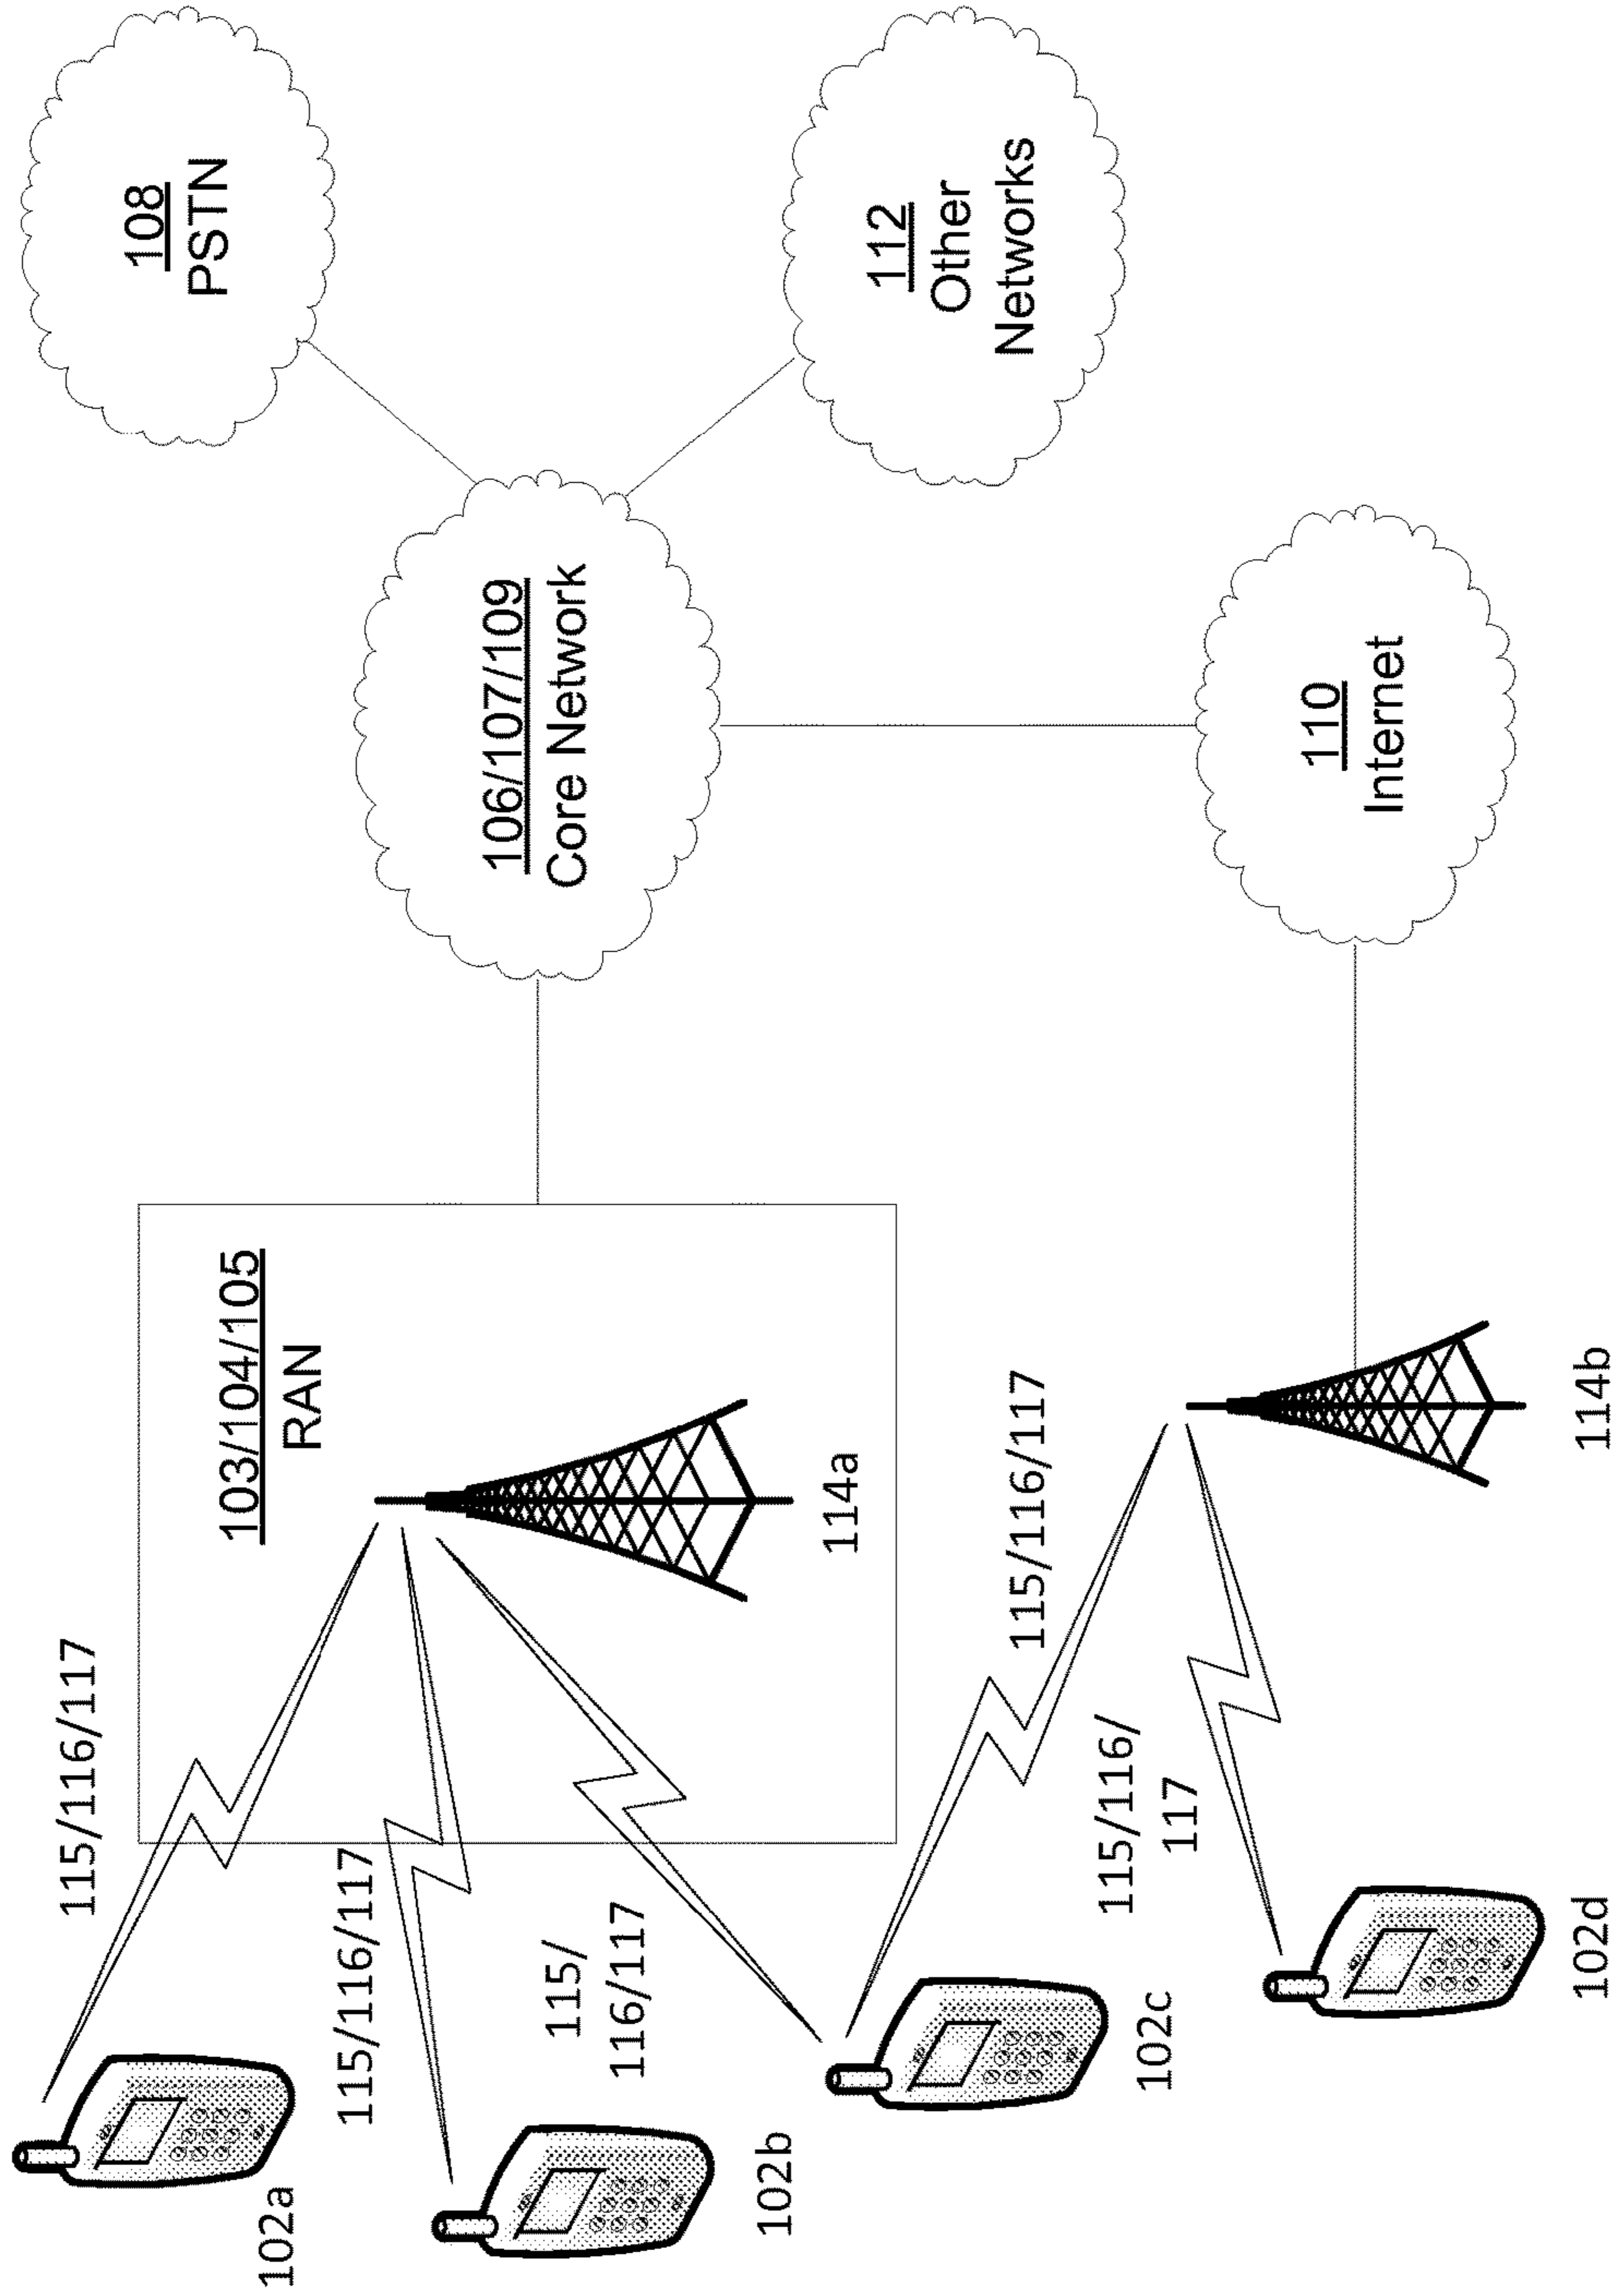 102a
115/116/117
103/104/105
RAN
108
PSTN
115/116/117
102b
115/
116/117
114a
106/107/109
Core Network
112
Other
Networks
102c
115/116/117
115/116/
117
102d
114b
110
Internet